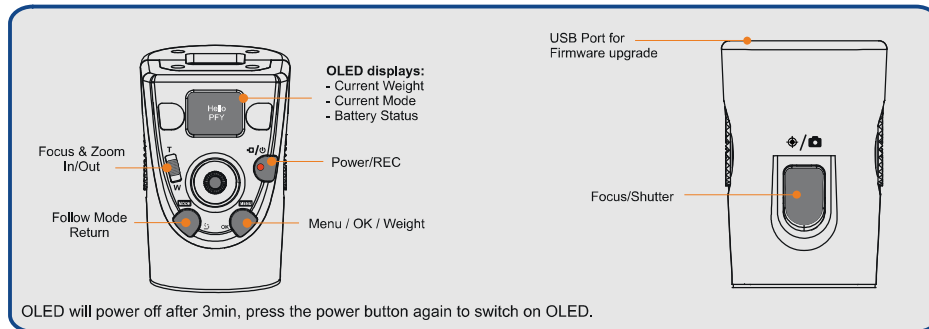 USB Port for
Firmware upgrade
OLED displays:
- Current Weight
- Current Mode
- Battery Status
Hello
PFY
Focus & Zoom
In/Out
T
W
Power/REC
Focus/Shutter
Follow Mode
Return
OK
Menu / OK / Weight
OLED will power off after 3min, press the power button again to switch on OLED.